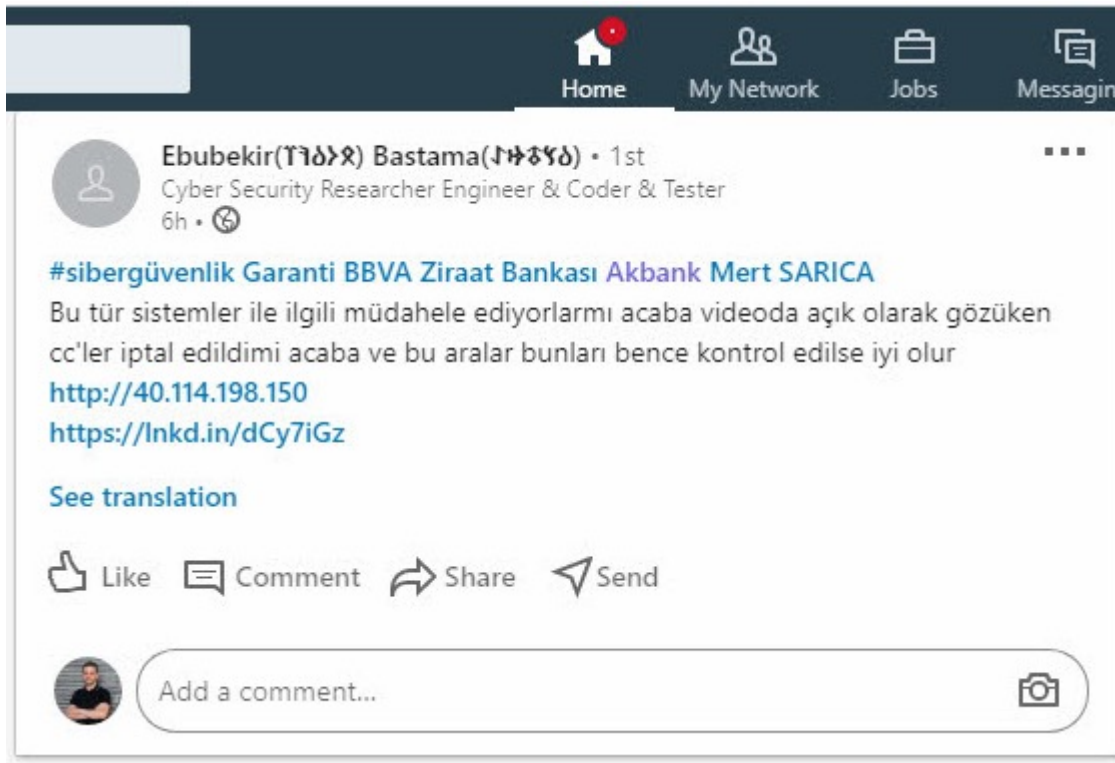 Home
My Network
Jobs
Messagin
Ebubekir() Bastama() • 1st
Cyber Security Researcher Engineer & Coder & Tester
6h •
#sibergüvenlik Garanti BBVA Ziraat Bankası Akbank Mert SARICA
Bu tür sistemler ile ilgili müdahele ediyorlarmı acaba videoda açık olarak gözüken
cc'ler iptal edildimi acaba ve bu aralar bunları bence kontrol edilse iyi olur
http://40.114.198.150
https://lnkd.in/dCy7iGz
See translation
Like
Comment
Share
Send
Add a comment...